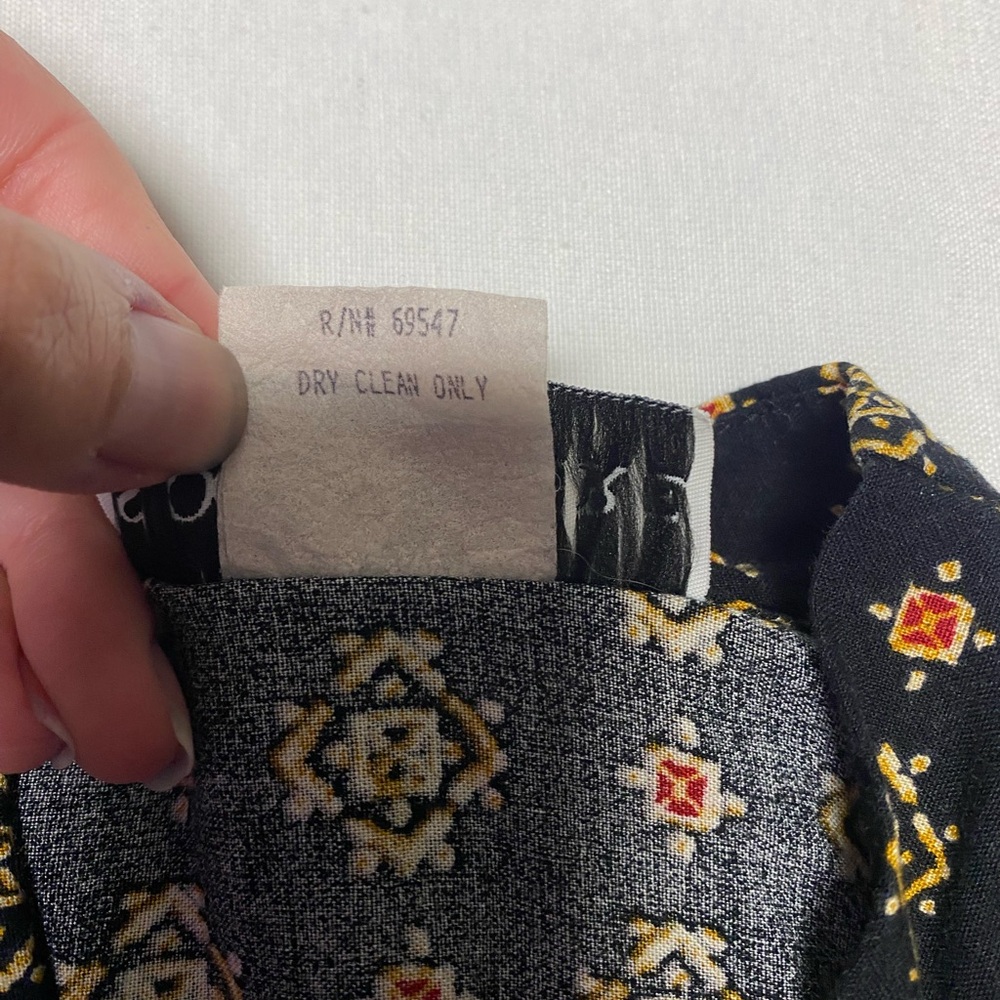 R/N# 69547
DRY CLEAN ONLY